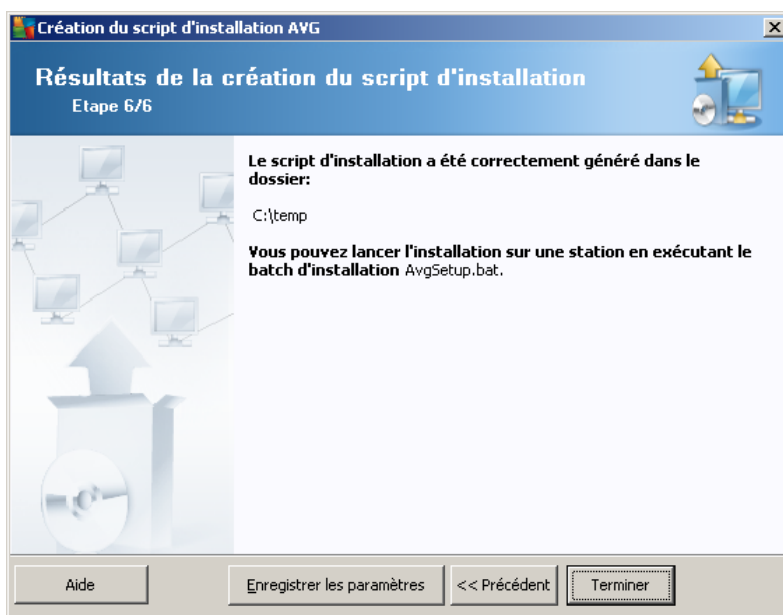 Création du script d'installation AVG
Résultats de la création du script d'installation
Etape 6/6
Le script d'installation a été correctement généré dans le
dossier:
C:\temp
Vous pouvez lancer l'installation sur une station en exécutant le
batch d'installation AvgSetup.bat.
Aide
Enregistrer les paramètres
<< Précédent
Terminer